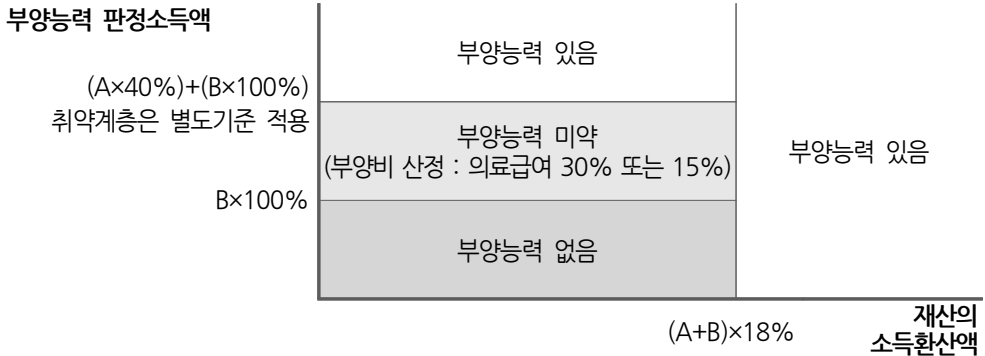 부양능력 판정소득액
부양능력 있음
(A×40%)+(B×100%)
취약계층은 별도기준 적용
부양능력 미약
(부양비 산정 : 의료급여 30% 또는 15%)
부양능력 있음
B×100%
부양능력 없음
(A+B)×18%
재산의
소득환산액